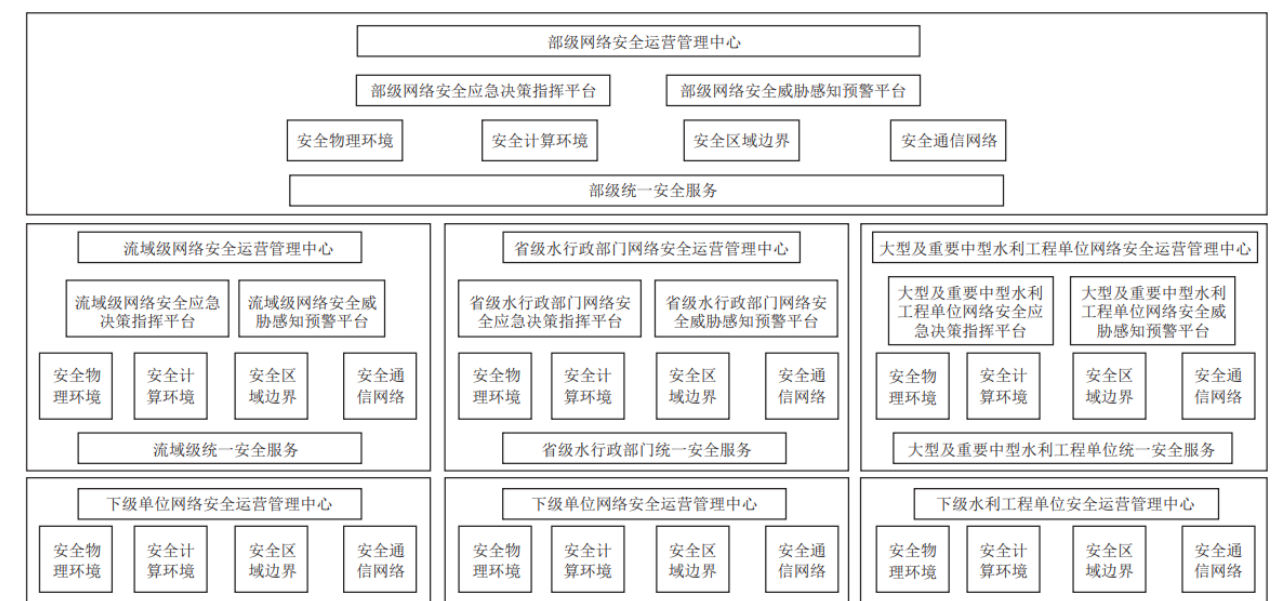 部级网络安全运营管理中心
部级网络安全应急决策指挥平台
部级网络安全威胁感知预警平台
安全物理环境
安全计算环境
安全区域边界
安全通信网络
部级统一安全服务
流域级网络安全运营管理中心
流域级网络安全应急
决策指挥平台
流域级网络安全威
胁感知预警平台
安全物
理环境
安全计
算环境
安全区
域边界
安全通
信网络
流域级统一安全服务
省级水行政部门网络安全运营管理中心
省级水行政部门网络安
全应急决策指挥平台
省级水行政部门网络安
全威胁感知预警平台
安全物
理环境
安全计
算环境
安全区
域边界
安全通
信网络
省级水行政部门统一安全服务
大型及重要中型水利工程单位网络安全运营管理中心
大型及重要中型水利
工程单位网络安全应
急决策指挥平台
大型及重要中型水利
工程单位网络安全威
胁感知预警平台
安全物
理环境
安全计
算环境
安全区
域边界
安全通
信网络
大型及重要中型水利工程单位统一安全服务
下级单位网络安全运营管理中心
安全物
理环境
安全计
算环境
安全区
域边界
安全通
信网络
下级单位网络安全运营管理中心
安全物
理环境
安全计
算环境
安全区
域边界
安全通
信网络
下级水利工程单位安全运营管理中心
安全物
理环境
安全计
算环境
安全区
域边界
安全通
信网络